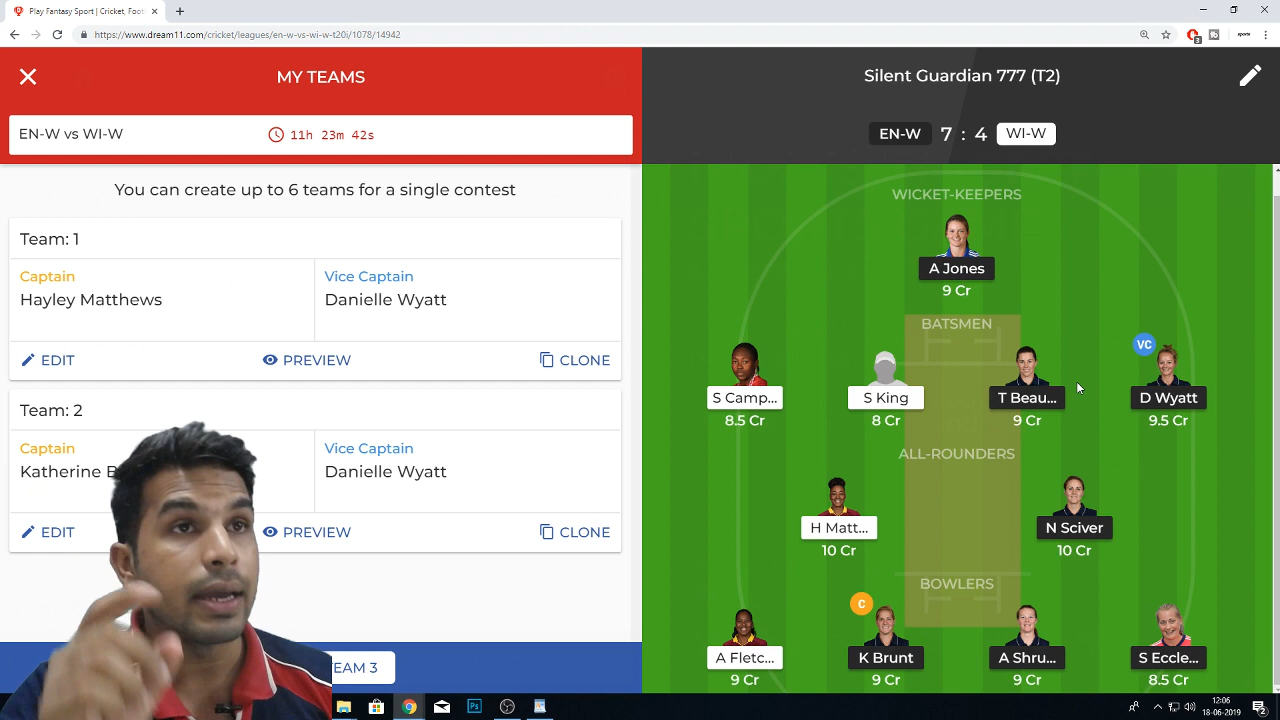 Play Fantasy Sport | Cricket, Foot
https://www.dream11.com/cricket/leagues/en-w-vs-wi-w-t20i/1078/14942
MY TEAMS
EN-W vs WI-W
11h 23m 42s
You can create up to 6 teams for a single contest
Team: 1
Captain
Vice Captain
Hayley Matthews
Danielle Wyatt
EDIT
PREVIEW
CLONE
Team: 2
Captain
Vice Captain
Katherine B
Danielle Wyatt
EDIT
PREVIEW
CLONE
EAM 3
Silent Guardian 777 (T2)
EN-W 7 : 4 WI-W
WICKET-KEEPERS
A Jones
9 Cr
BATSMEN
VC
S Camp... S King T Beau... D Wyatt
8.5 Cr 8 Cr 9 Cr 9.5 Cr
ALL-ROUNDERS
H Matt... N Sciver
10 Cr 10 Cr
BOWLERS
C
A Fletc... K Brunt A Shru... S Eccle...
9 Cr 9 Cr 9 Cr 8.5 Cr
12:06
18-06-2019